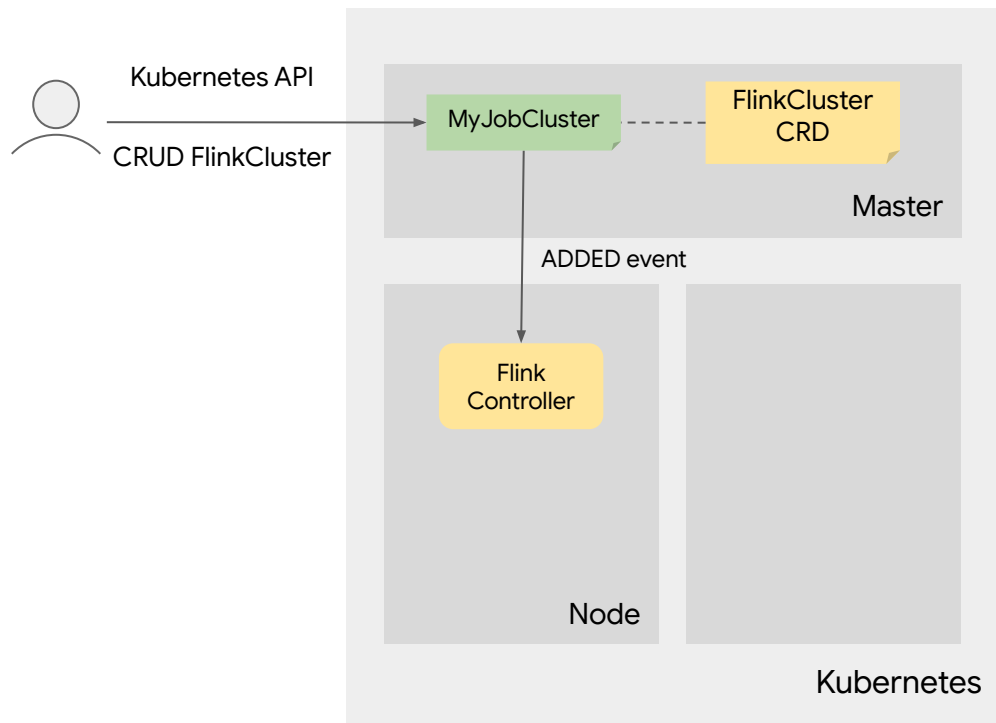 Kubernetes API
CRUD FlinkCluster
MyJobCluster
FlinkCluster
CRD
Master
ADDED event
Flink
Controller
Node
Kubernetes